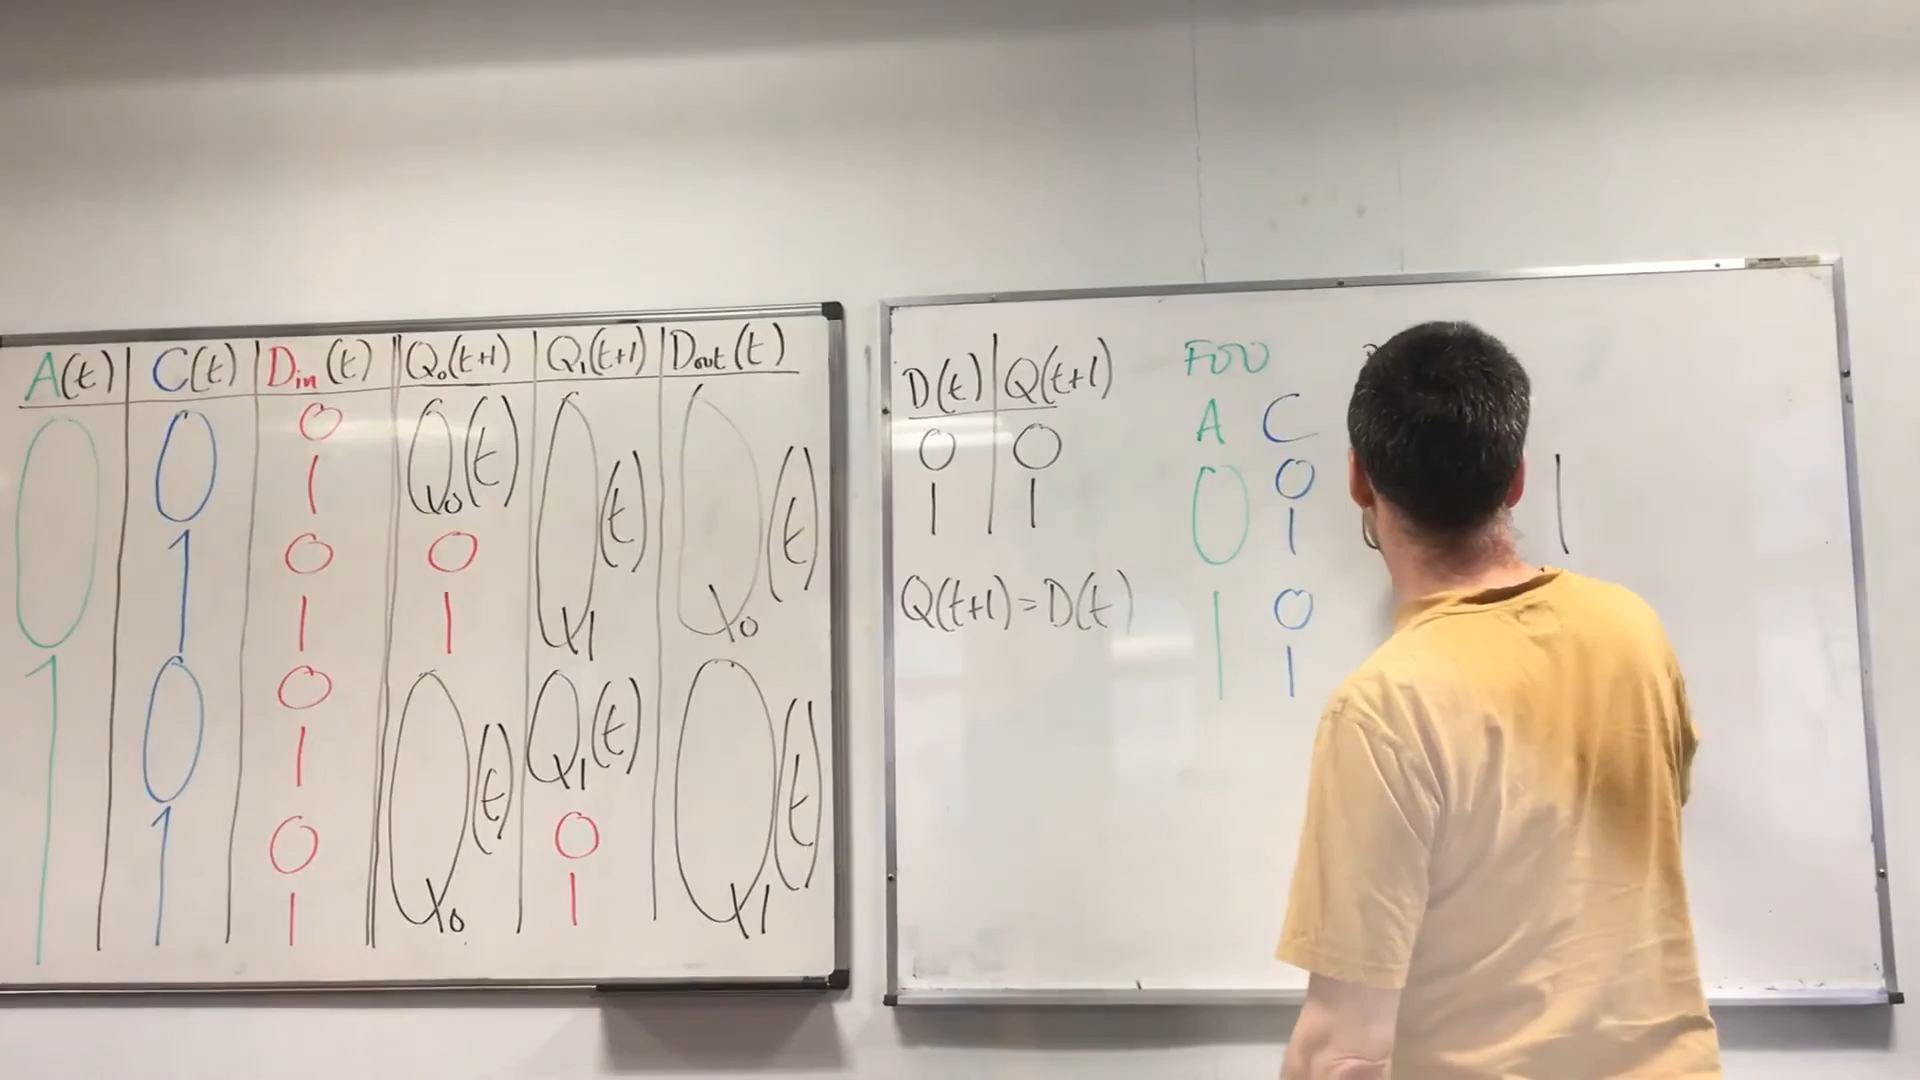 A(t) C(t) Din(t) Q0(t+1) Q1(t+1) Dout(t)
0 0 0 Q0(t) Q1(t) Q0(t)
1
1 0 0
1 1
1 0 0 Q0(t) Q1(t) Q1(t)
1
1 0 0
1 1
D(t) Q(t+1)
0 0
1 1
Q(t+1)=D(t)
FOO
A C
0 0
1 1
1 0
1